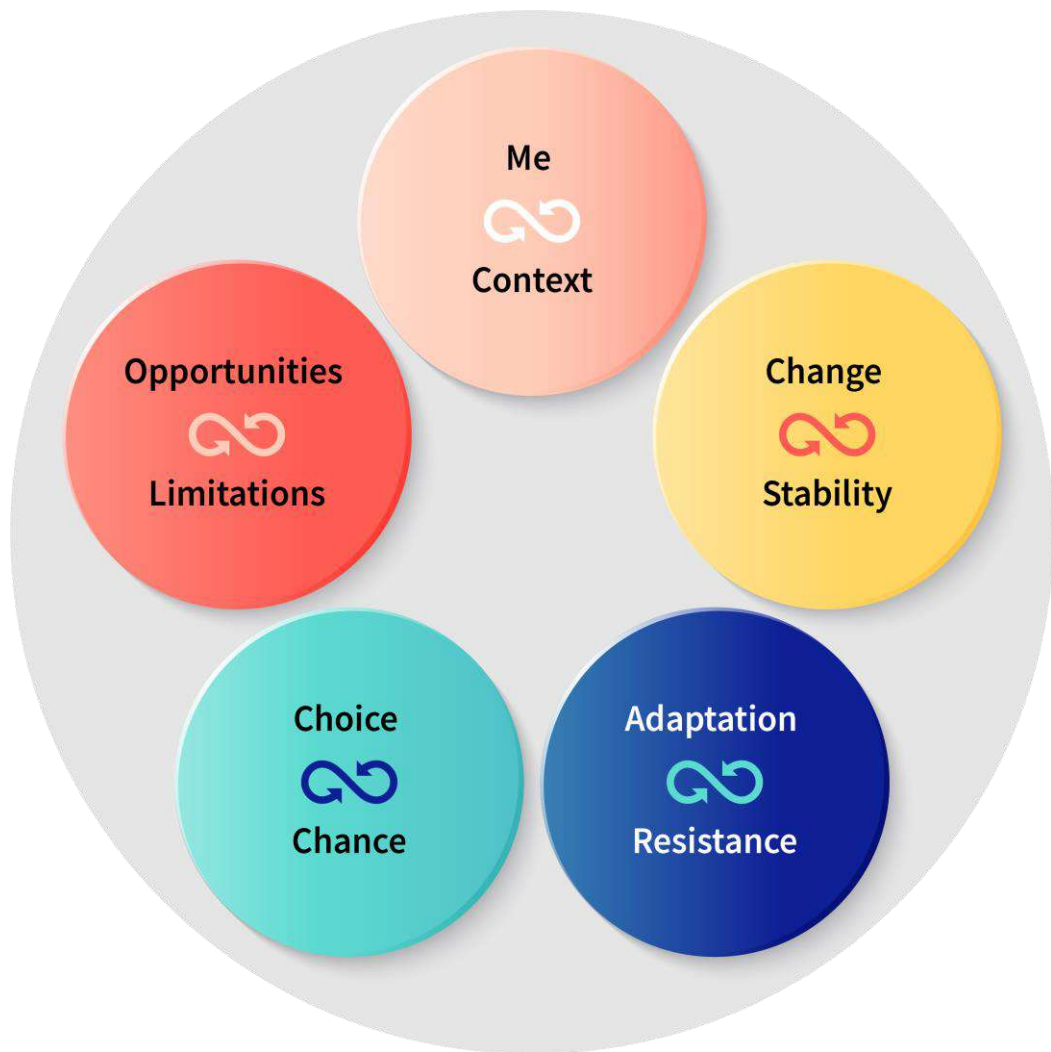 Me
Context
Opportunities
Limitations
Change
Stability
Choice
Chance
Adaptation
Resistance